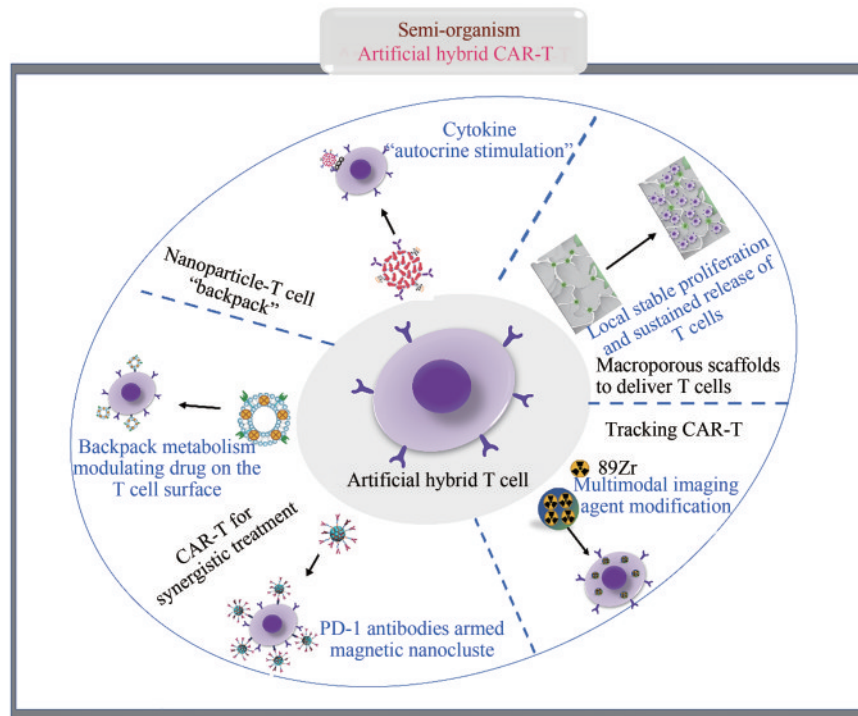 Semi-organism
Artificial hybrid CAR-T
Cytokine
“autocrine stimulation”
Nanoparticle-T cell
“backpack”
Local stable proliferation
and sustained release of
T cells
Macroporous scaffolds
to deliver T cells
Tracking CAR-T
89Zr
Multimodal imaging
agent modification
Artificial hybrid T cell
Backpack metabolism
modulating drug on the
T cell surface
CAR-T for
synergistic treatment
PD-1 antibodies armed
magnetic nanocluste